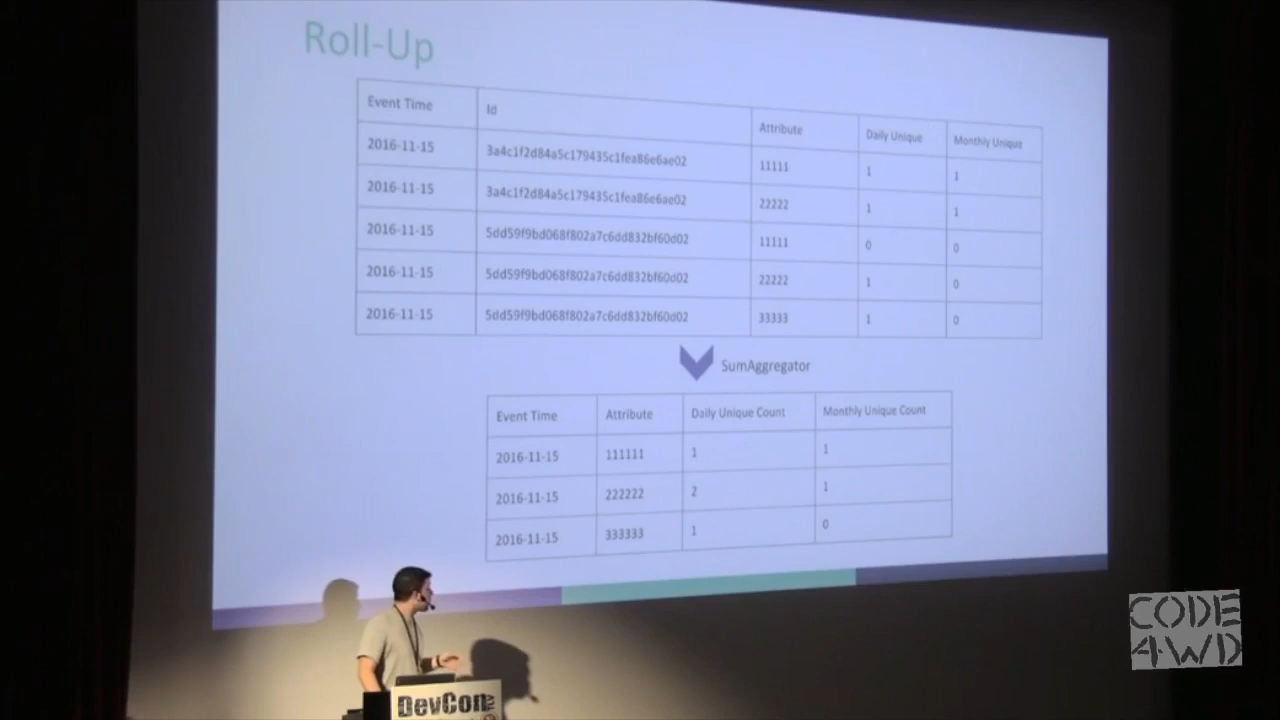 Roll-Up
Event Time Id Attribute Daily Unique Monthly Unique
2016-11-15 3a4c1f2d84a5c179435c1fea86e6ae02 11111 1 1
2016-11-15 3a4c1f2d84a5c179435c1fea86e6ae02 22222 1 1
2016-11-15 5dd59f9bd068f802a7c6dd832bf60d02 11111 0 0
2016-11-15 5dd59f9bd068f802a7c6dd832bf60d02 22222 1 0
2016-11-15 5dd59f9bd068f802a7c6dd832bf60d02 33333 1 0
SumAggregator
Event Time Attribute Daily Unique Count Monthly Unique Count
2016-11-15 111111 1 1
2016-11-15 222222 2 1
2016-11-15 333333 1 0
DevCon
CODE
4WD